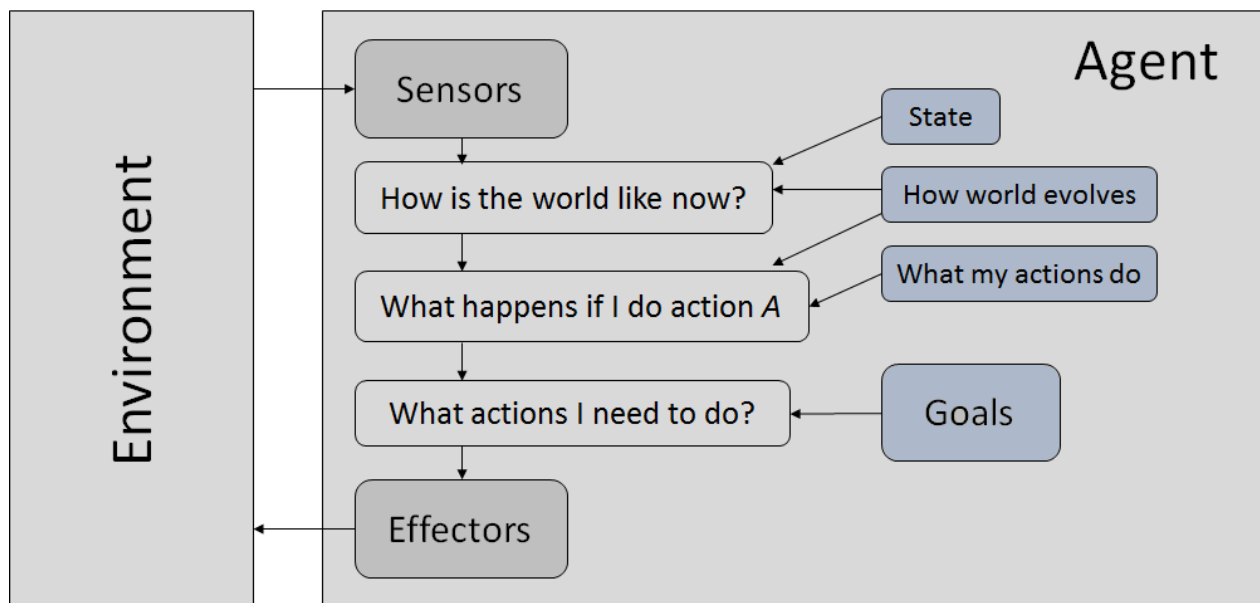 Environment
Agent
Sensors
State
How is the world like now?
How world evolves
What my actions do
What happens if I do action A
What actions I need to do?
Goals
Effectors